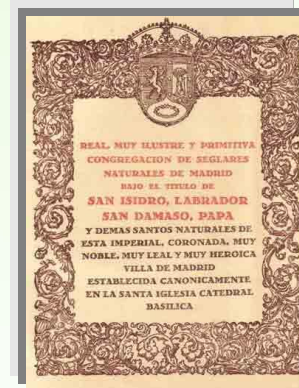 REAL, MUY ILUSTRE Y PRIMITIVA
CONGREGACION DE SEGLARES
NATURALES DE MADRID
BAJO EL TITULO DE
SAN ISIDRO, LABRADOR
SAN DAMASO, PAPA
Y DEMAS SANTOS NATURALES DE
ESTA IMPERIAL, CORONADA, MUY
NOBLE, MUY LEAL Y MUY HEROICA
VILLA DE MADRID
ESTABLECIDA CANONICAMENTE
EN LA SANTA IGLESIA CATEDRAL
BASILICA